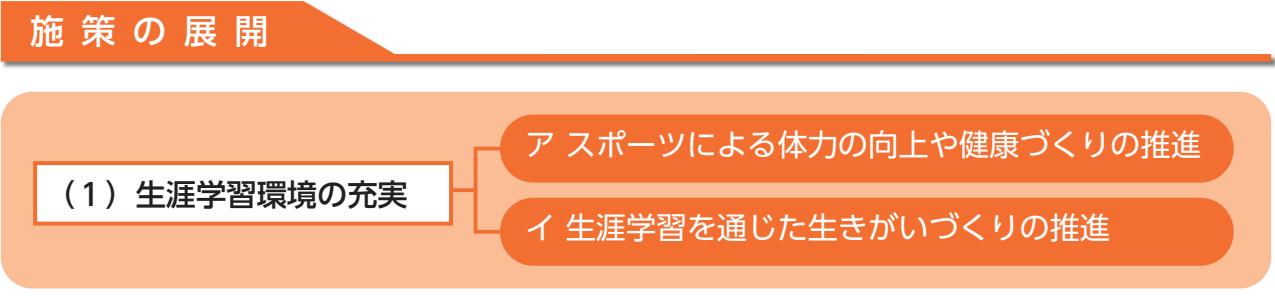 施策の展開
（1）生涯学習環境の充実
ア スポーツによる体力の向上や健康づくりの推進
イ 生涯学習を通じた生きがいづくりの推進